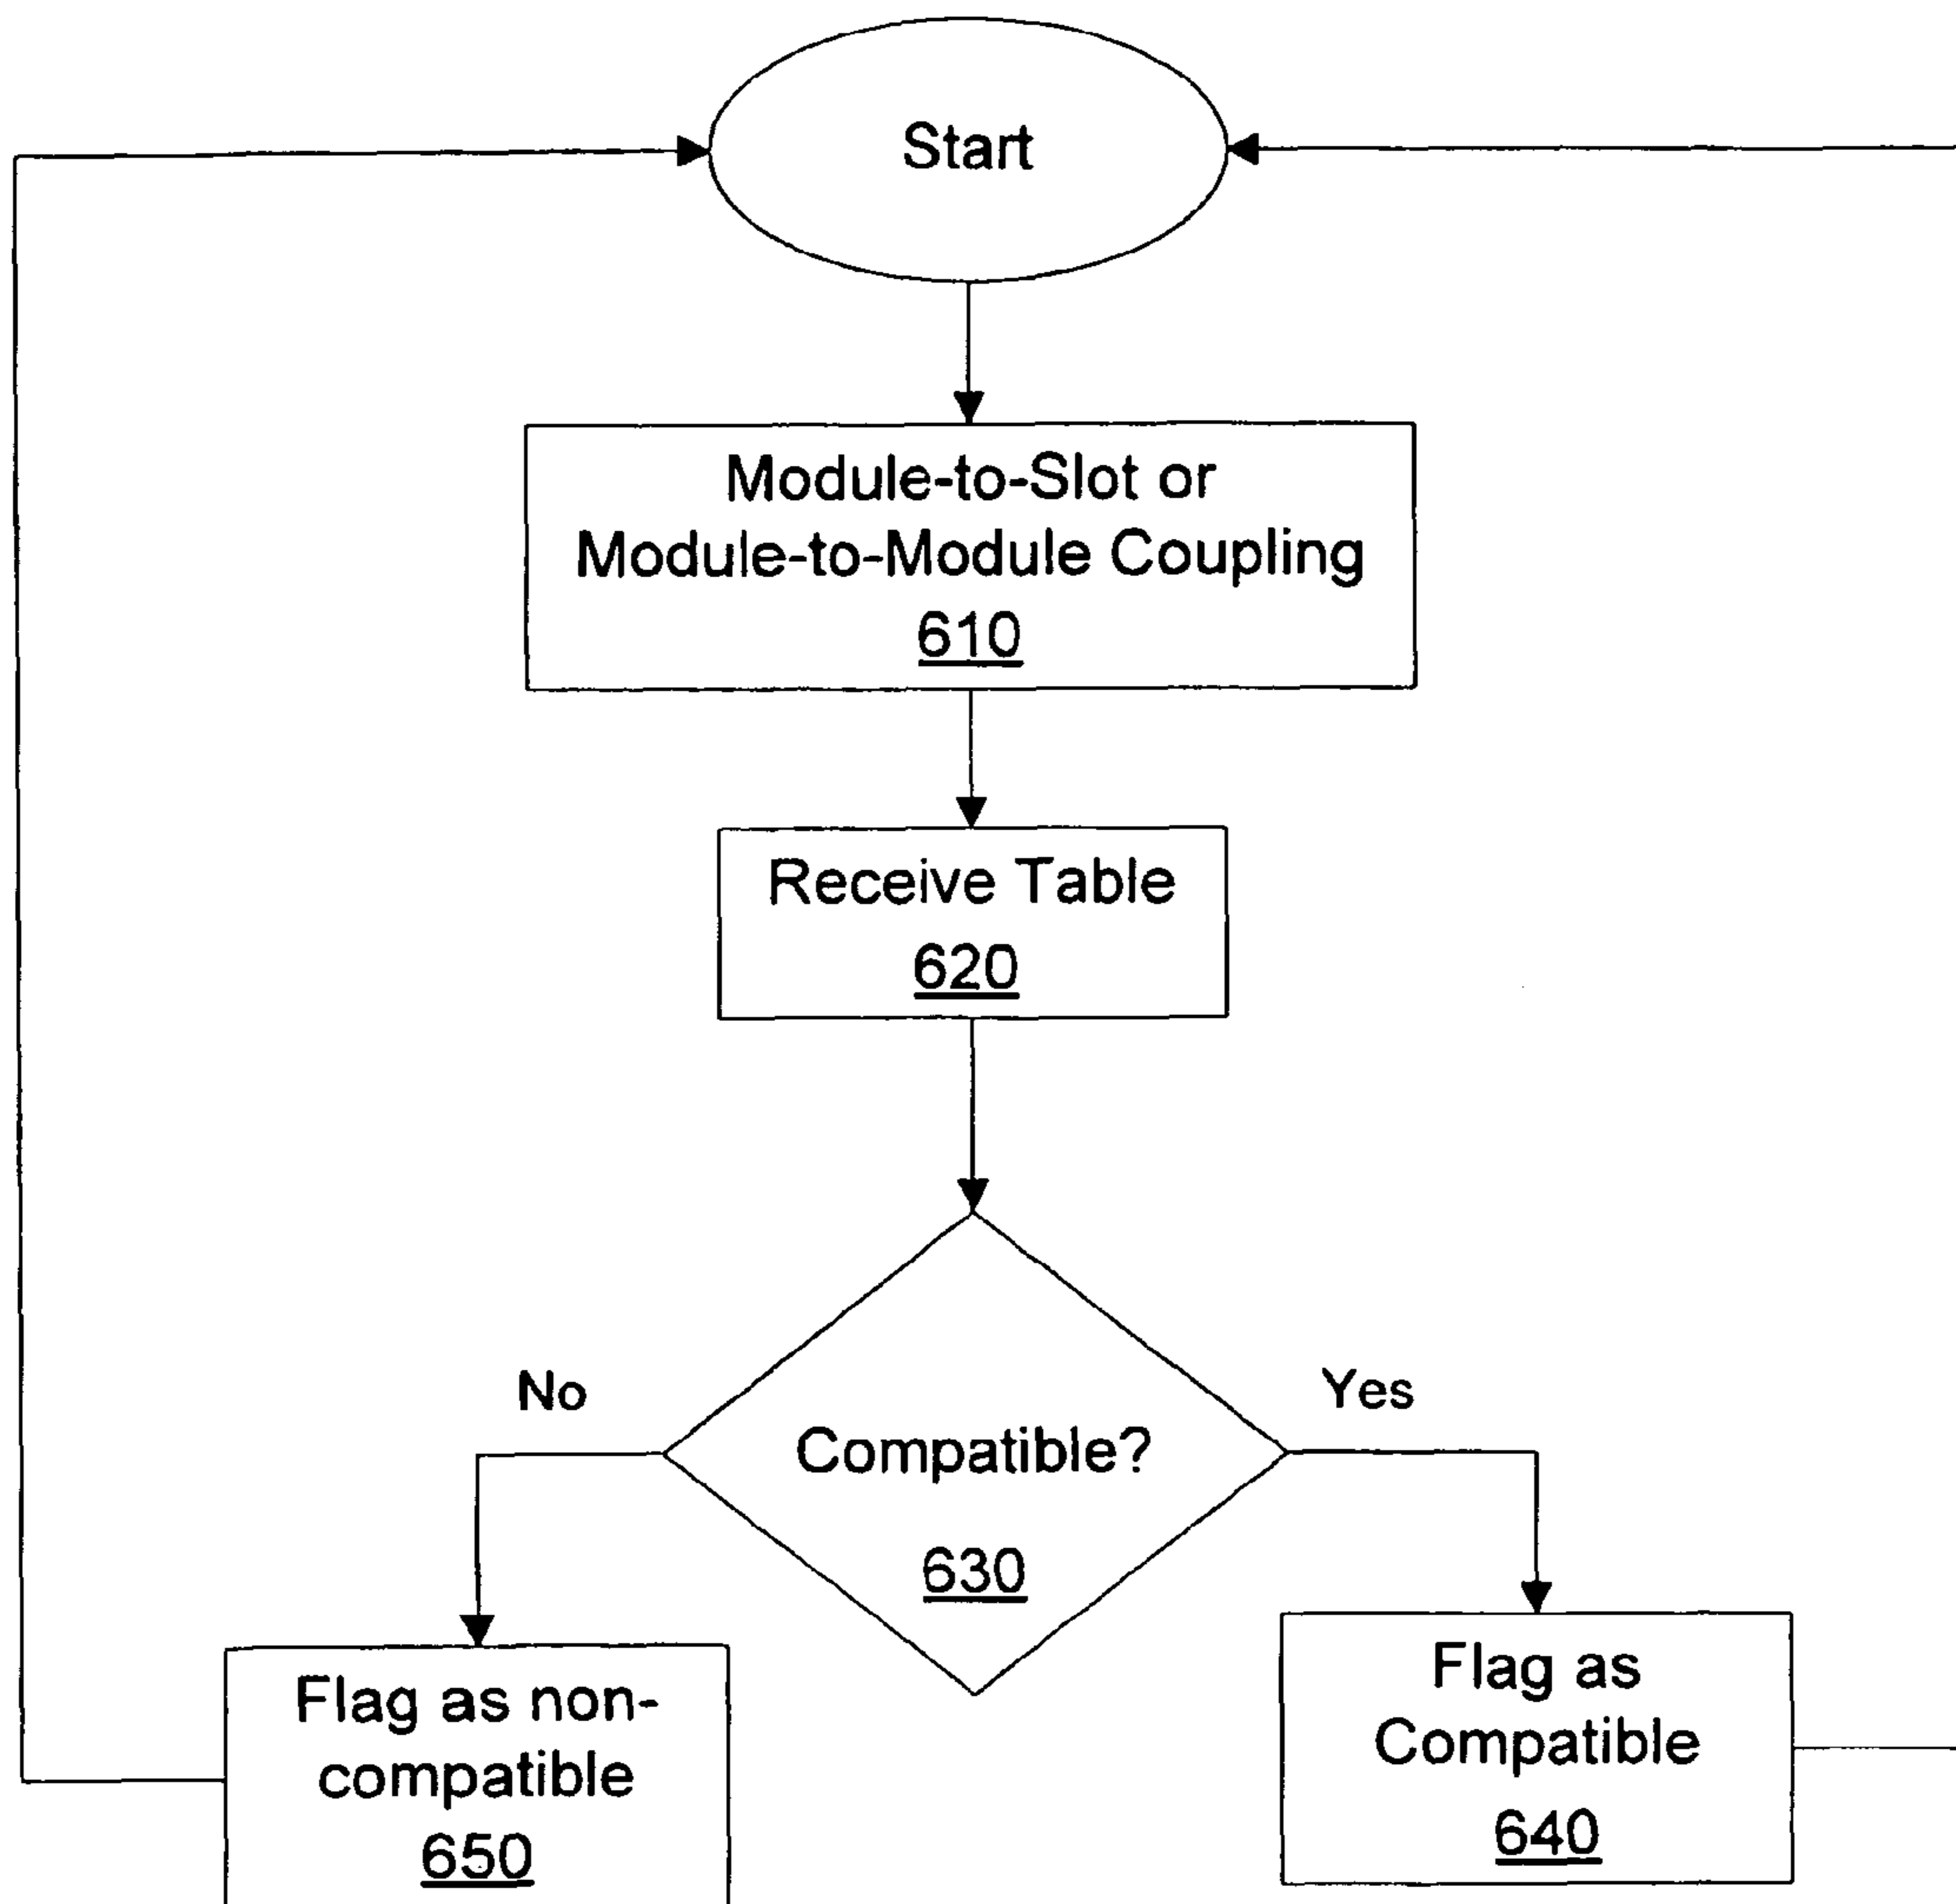 Start
Module-to-Slot or
Module-to-Module Coupling
610
Receive Table
620
No
Yes
Compatible?
630
Flag as non-
compatible
650
Flag as
Compatible
640